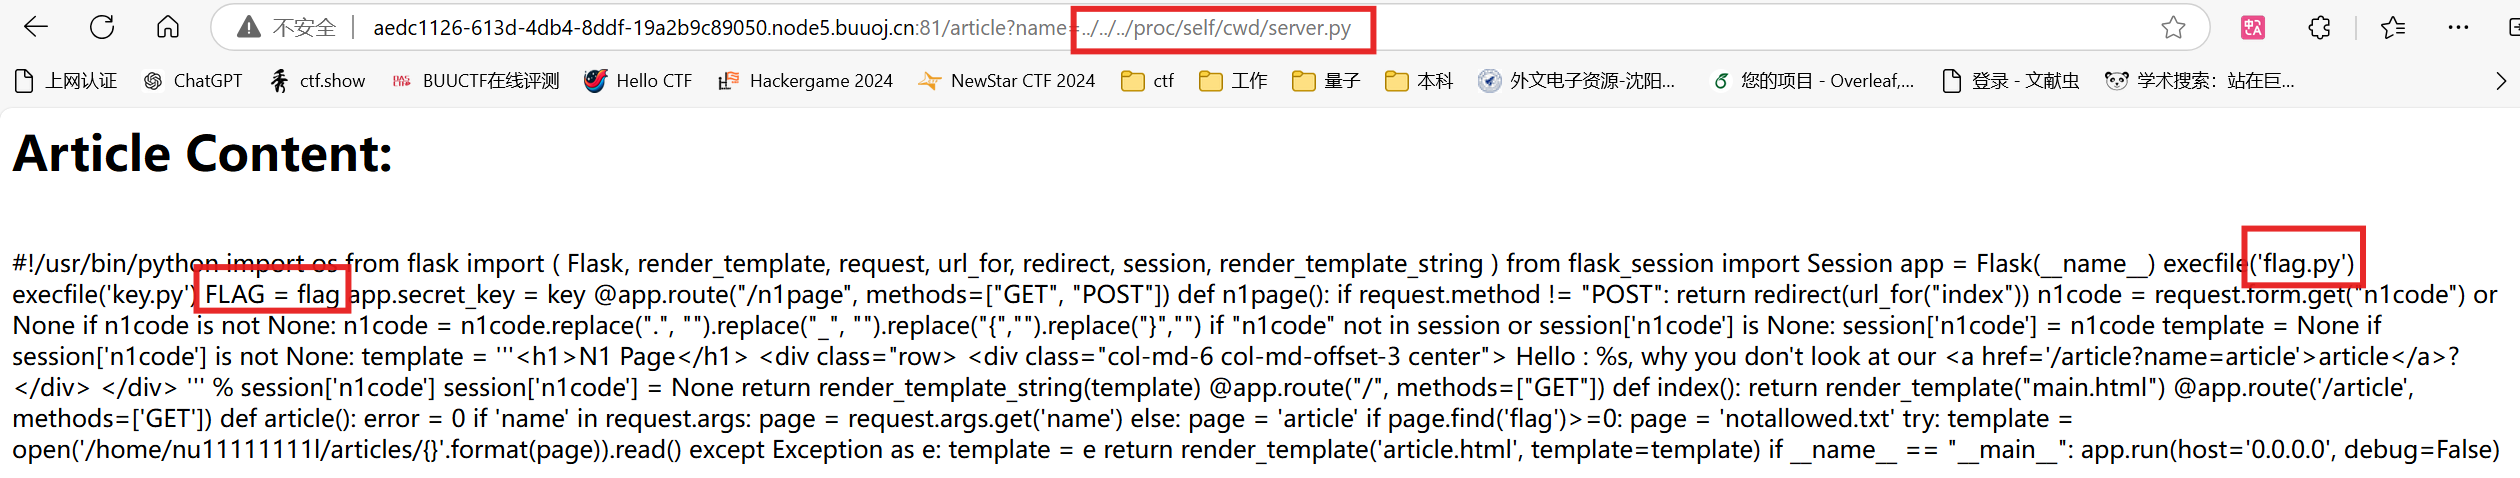 不安全 | aedc1126-613d-4db4-8ddf-19a2b9c89050.node5.buuoj.cn:81/article?name=../../../proc/self/cwd/server.py
上网认证 ChatGPT ctf.show BUUCTF在线评测 Hello CTF Hackergame 2024 NewStar CTF 2024 ctf 工作 量子 本科 外文电子资源-沈阳... 您的项目 - Overleaf,... 登录 - 文献虫 学术搜索：站在巨...
Article Content:
#!/usr/bin/python import os from flask import ( Flask, render_template, request, url_for, redirect, session, render_template_string ) from flask_session import Session app = Flask(__name__) execfile('flag.py')
execfile('key.py') FLAG = flag app.secret_key = key @app.route("/n1page", methods=["GET", "POST"]) def n1page(): if request.method != "POST": return redirect(url_for("index")) n1code = request.form.get("n1code") or
None if n1code is not None: n1code = n1code.replace(".", "").replace("_", "").replace("{","").replace("}","") if "n1code" not in session or session['n1code'] is None: session['n1code'] = n1code template = None if
session['n1code'] is not None: template = '''<h1>N1 Page</h1> <div class="row> <div class="col-md-6 col-md-offset-3 center"> Hello : %s, why you don't look at our <a href='/article?name=article'>article</a>?
</div> </div> ''' % session['n1code'] session['n1code'] = None return render_template_string(template) @app.route("/", methods=["GET"]) def index(): return render_template("main.html") @app.route('/article',
methods=['GET']) def article(): error = 0 if 'name' in request.args: page = request.args.get('name') else: page = 'article' if page.find('flag')>=0: page = 'notallowed.txt' try: template =
open('/home/nu11111111l/articles/{}'.format(page)).read() except Exception as e: template = e return render_template('article.html', template=template) if __name__ == "__main__": app.run(host='0.0.0.0', debug=False)